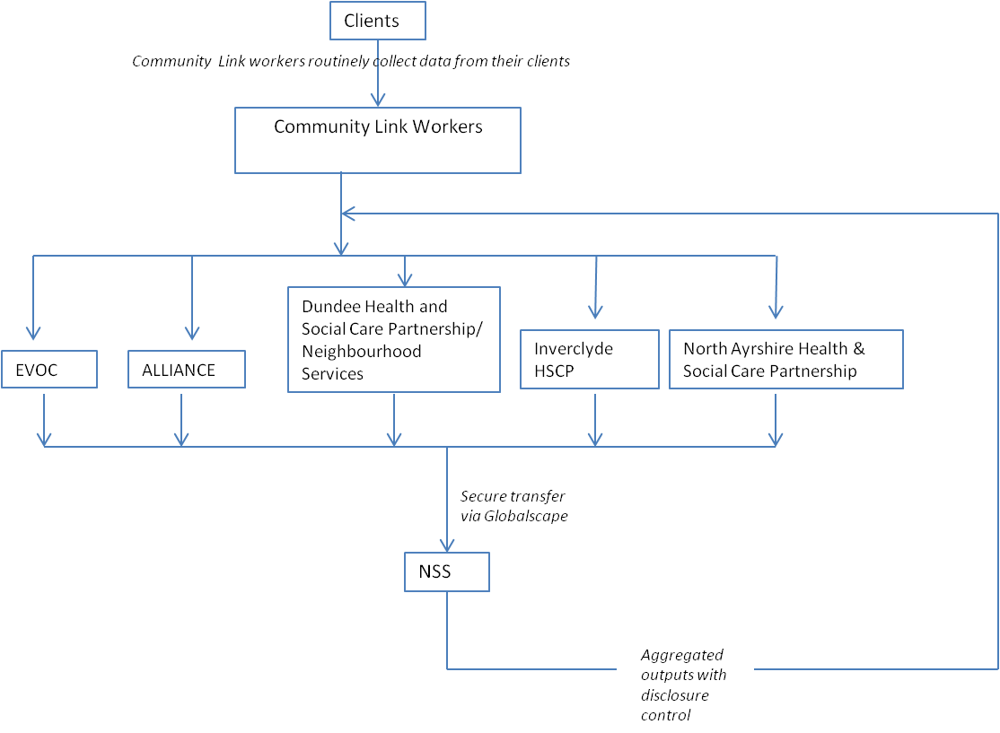 Clients
Community Link workers routinely collect data from their clients
Community Link Workers
EVOC
ALLIANCE
Dundee Health and
Social Care Partnership/
Neighbourhood
Services
Inverclyde
HSCP
North Ayrshire Health &
Social Care Partnership
Secure transfer
via Globalscape
NSS
Aggregated
outputs with
disclosure
control